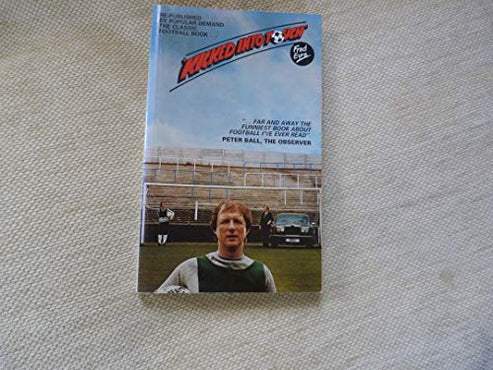 RE-PUBLISHED
BY POPULAR DEMAND
THE CLASSIC
FOOTBALL BOOK ...
"KICKED INTO TOUCH"
Fred
Eyre
"... FAR AND AWAY THE
FUNNIEST BOOK ABOUT
FOOTBALL I'VE EVER READ".
PETER BALL, THE OBSERVER